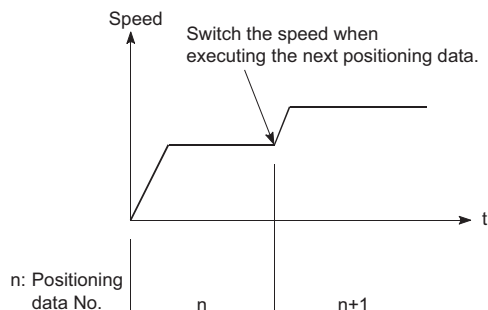 Speed
Switch the speed when
executing the next positioning data.
t
n: Positioning
data No.
n
n+1